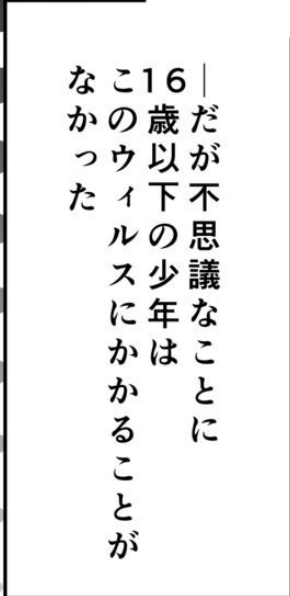 ―だが不思議なことに
16歳以下の少年は
このウィルスにかかることが
なかった